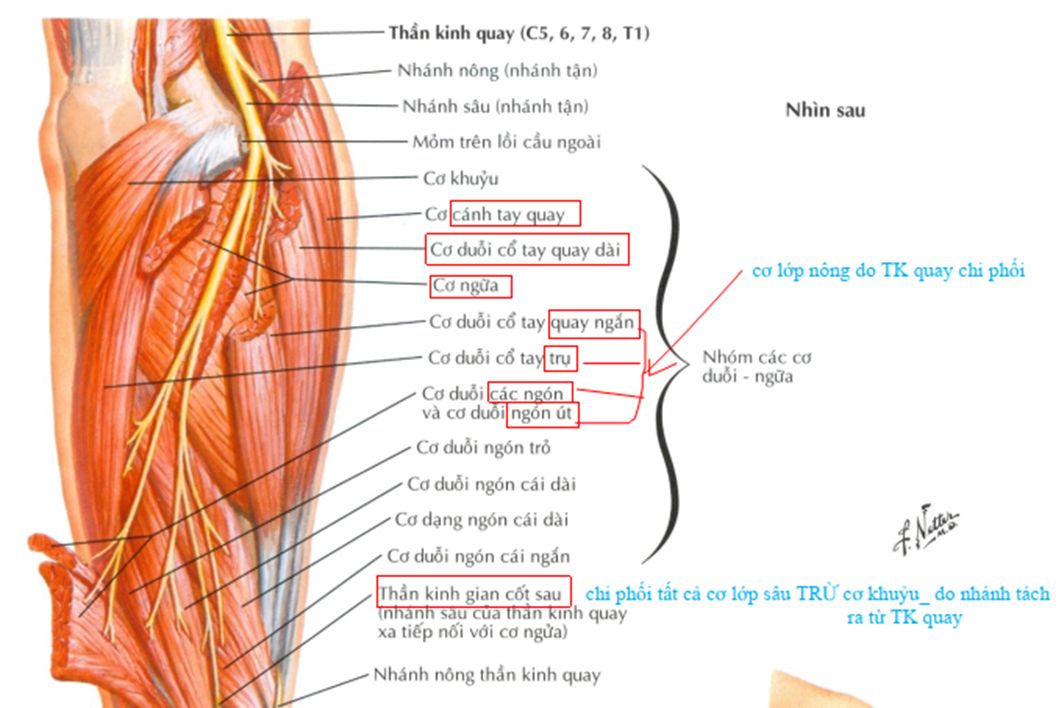 Thần kinh quay (C5, 6, 7, 8, T1)
Nhánh nông (nhánh tận)
Nhánh sâu (nhánh tận)
Nhìn sau
Mỏm trên lồi cầu ngoài
Cơ khuỷu
Cơ cánh tay quay
Cơ duỗi cổ tay quay dài
cơ lớp nông do TK quay chi phối
Cơ ngữa
Cơ duỗi cổ tay quay ngắn
Cơ duỗi cổ tay trụ
Nhóm các cơ
duỗi - ngữa
Cơ duỗi các ngón
và cơ duỗi ngón út
Cơ duỗi ngón trỏ
Cơ duỗi ngón cái dài
Cơ dạng ngón cái dài
F. Netter
M.D.
Cơ duỗi ngón cái ngắn
Thần kinh gian cốt sau
(nhánh sâu của thần kinh quay
xa tiếp nối với cơ ngửa)
chi phối tất cả cơ lớp sâu TRỪ cơ khuỷu_ do nhánh tách
ra từ TK quay
Nhánh nông thần kinh quay